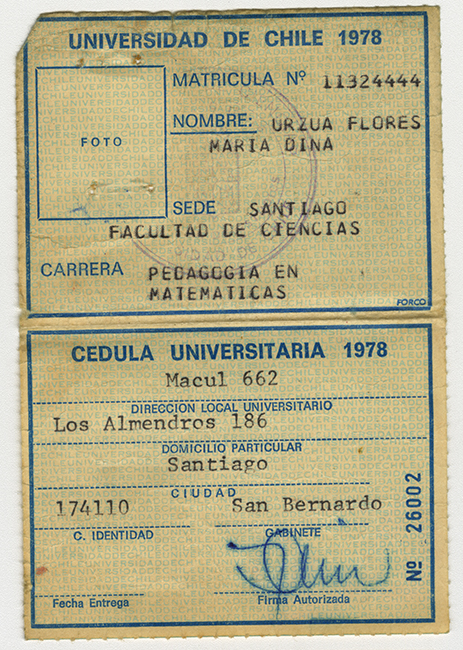 UNIVERSIDAD DE CHILE 1978
MATRICULA Nº 11324444
FOTO
NOMBRE: URZUA FLORES
MARIA DINA
SEDE SANTIAGO
FACULTAD DE CIENCIAS
CARRERA PEDAGOGIA EN
MATEMATICAS
FORCO
CEDULA UNIVERSITARIA 1978
Macul 662
DIRECCION LOCAL UNIVERSITARIO
Los Almendros 186
DOMICILIO PARTICULAR
Santiago
CIUDAD
174110 San Bernardo
C. IDENTIDAD GABINETE
Nº 26002
Fecha Entrega Firma Autorizada